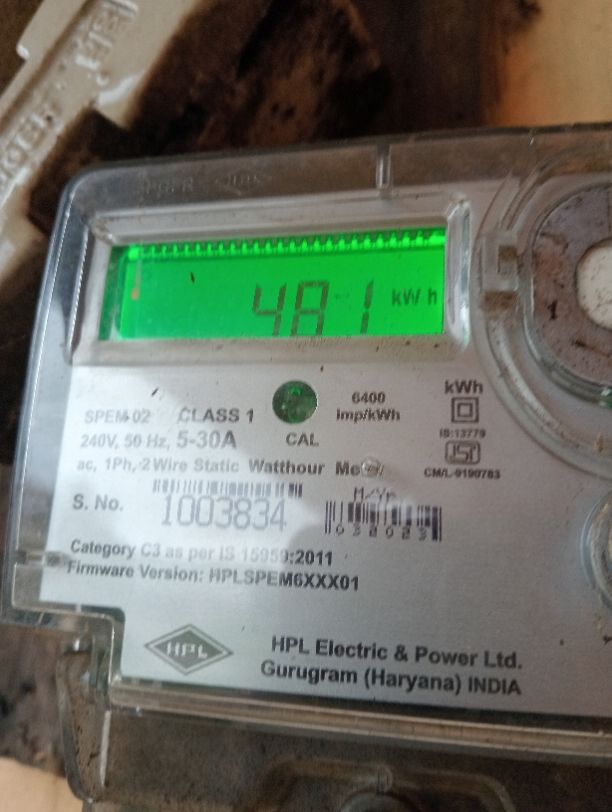 481 kWh
kWh
6400
imp/kWh
SPEM-02 CLASS 1
CAL
IS:13779
240V, 50 Hz, 5-30A
CM/L-9190783
ac, 1Ph, 2 Wire Static Watthour
M/Yr
S. No. 1003834
032023
Category C3 as per IS 15959:2011
Firmware Version: HPLSPEM6XXX01
HPL
HPL Electric & Power Ltd.
Gurugram (Haryana) INDIA